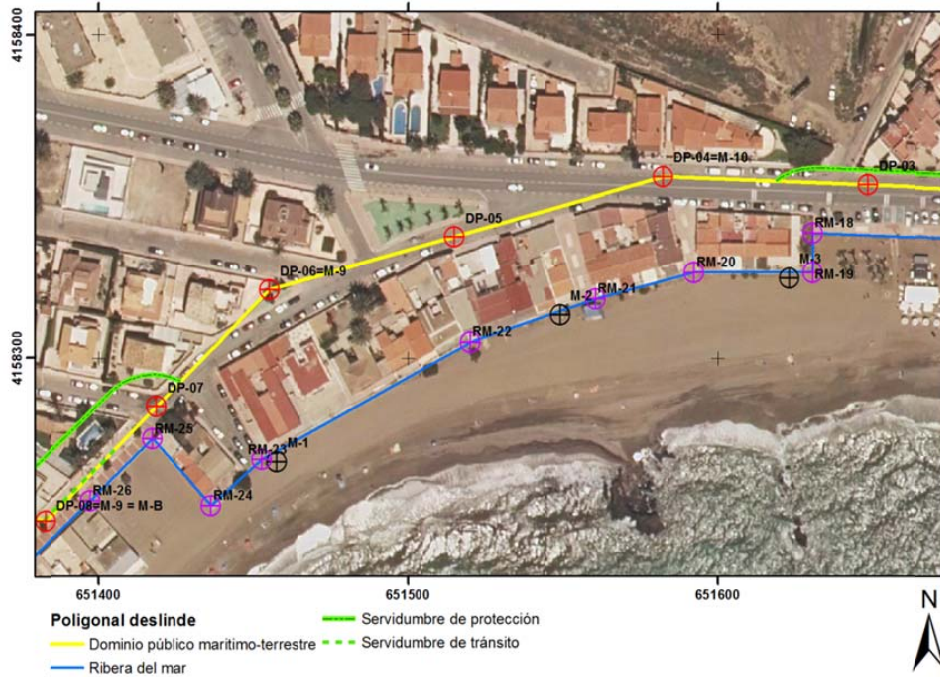 4158400
DP-04=M-10
DP-03
DP-05
RM-18
DP-06=M-9
RM-20
M-3
RM-19
M-2
RM-21
RM-22
4158300
DP-07
RM-25
RM-23
M-1
RM-26
RM-24
DP-08=M-9 = M-B
651400
651500
651600
N
Poligonal deslinde
Servidumbre de protección
Dominio público marítimo-terrestre
Servidumbre de tránsito
Ribera del mar